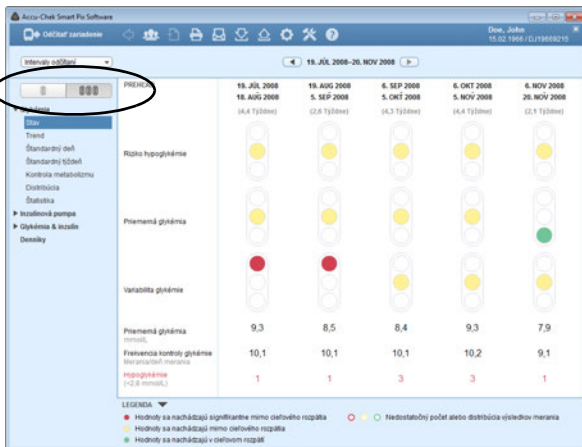 Accu-Chek Smart Pix Software
Odčítať zariadenie
Doe, John
15.02.1966 / DJ19669215
Intervaly odčítaní
19. JÚL 2008–20. NOV 2008
PREHĽAD
19. JÚL 2008 19. AUG 2008 6. SEP 2008 6. OKT 2008 6. NOV 2008
18. AUG 2008 5. SEP 2008 5. OKT 2008 5. NOV 2008 20. NOV 2008
(4,4 Týždne) (2,6 Týždne) (4,3 Týždne) (4,4 Týždne) (2,1 Týždne)
Stav
Trend
Štandardný deň
Štandardný týždeň
Kontrola metabolizmu
Distribúcia
Štatistika
Inzulínová pumpa
Glykémia & inzulín
Denníky
Riziko hypoglykémie
Priemerná glykémia
Variabilita glykémie
Priemerná glykémia 9,3 8,5 8,4 9,3 7,9
mmol/L
Frekvencia kontroly glykémie 10,1 10,1 10,1 10,2 9,1
Merania/deň merania
Hypoglykémie 1 1 3 3 1
(<2,8 mmol/L)
LEGENDA
Hodnoty sa nachádzajú signifikantne mimo cieľového rozpätia
Nedostatočný počet alebo distribúcia výsledkov merania
Hodnoty sa nachádzajú mimo cieľového rozpätia
Hodnoty sa nachádzajú v cieľovom rozpätí